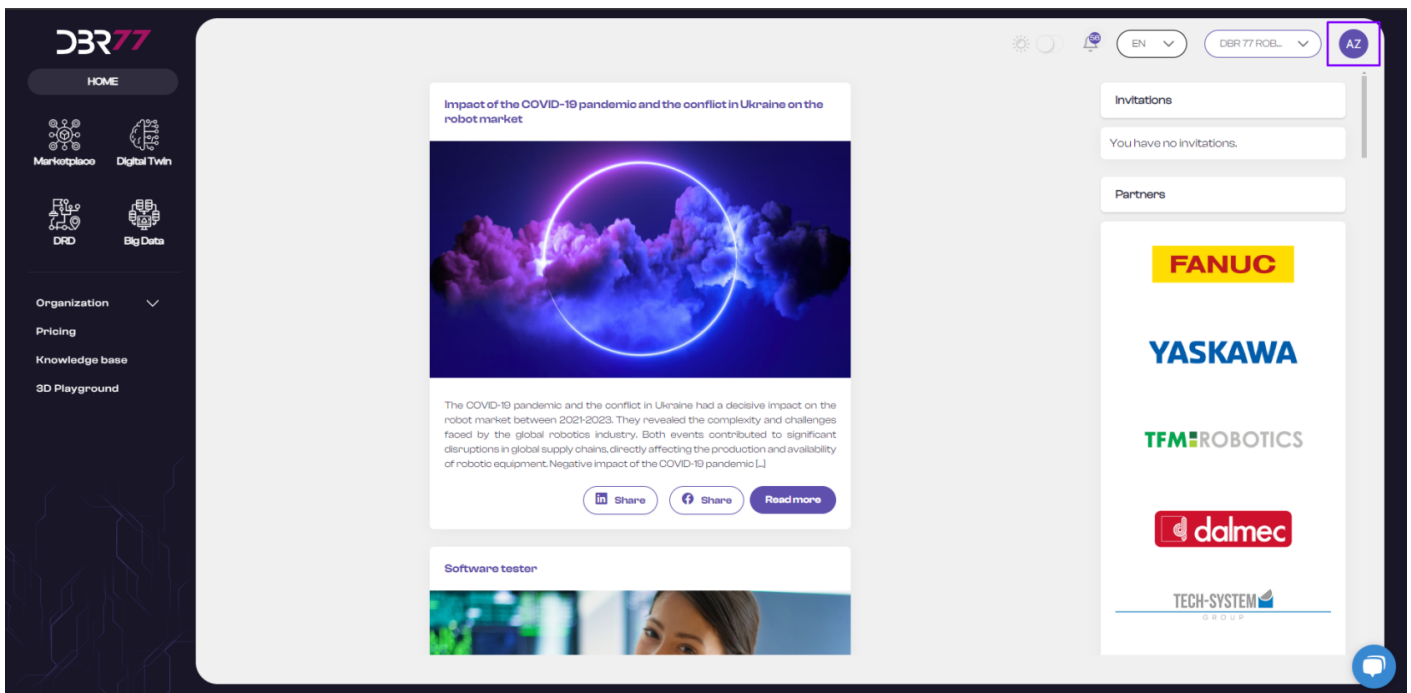 DBR77
HOME
Marketplace
Digital Twin
DRD
Big Data
Organization
Pricing
Knowledge base
3D Playground
56
EN
DBR 77 ROB...
AZ
Impact of the COVID-19 pandemic and the conflict in Ukraine on the
robot market
The COVID-19 pandemic and the conflict in Ukraine had a decisive impact on the
robot market between 2021-2023. They revealed the complexity and challenges
faced by the global robotics industry. Both events contributed to significant
disruptions in global supply chains, directly affecting the production and availability
of robotic equipment. Negative impact of the COVID-19 pandemic [...]
in Share
f Share
Read more
Software tester
Invitations
You have no invitations.
Partners
FANUC
YASKAWA
TFM ROBOTICS
d dalmec
TECH-SYSTEM
GROUP